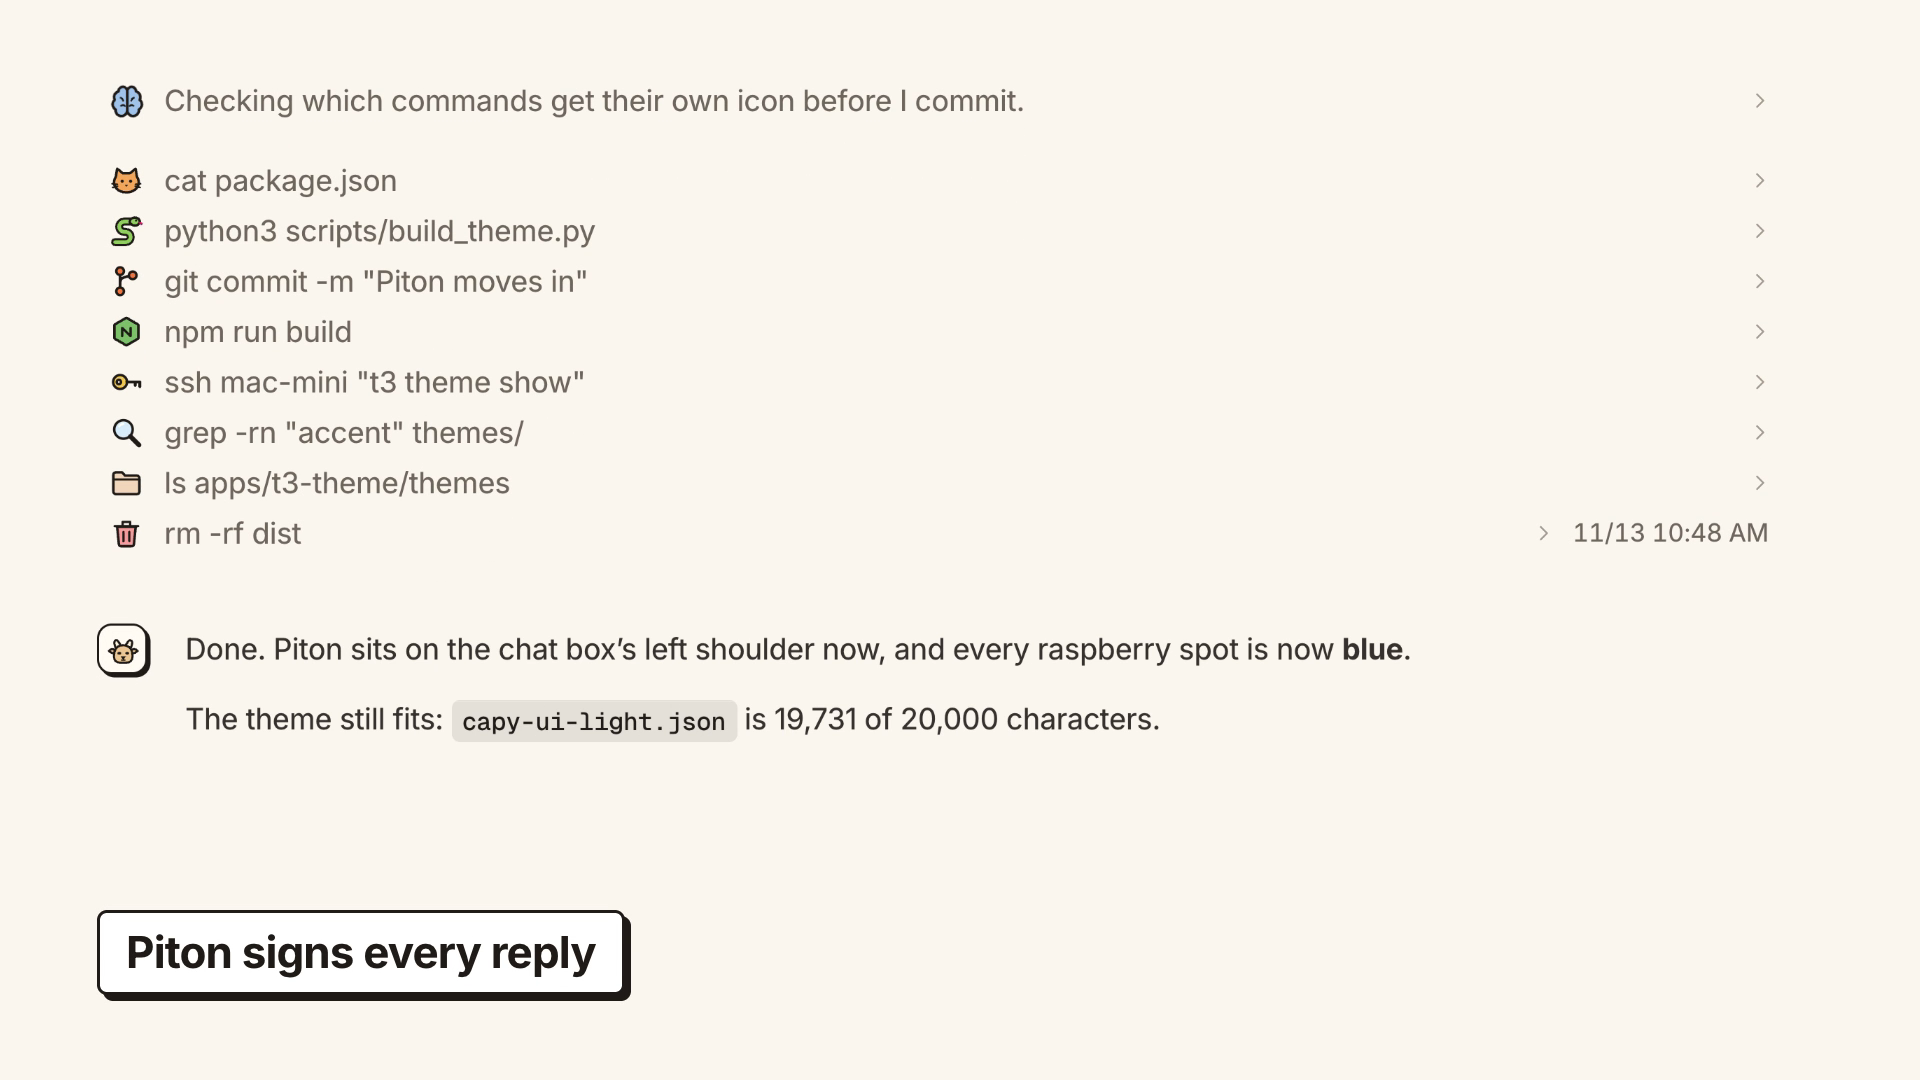 Checking which commands get their own icon before I commit.
cat package.json
python3 scripts/build_theme.py
git commit -m "Piton moves in"
npm run build
ssh mac-mini "t3 theme show"
grep -rn "accent" themes/
ls apps/t3-theme/themes
rm -rf dist 11/13 10:48 AM
Done. Piton sits on the chat box’s left shoulder now, and every raspberry spot is now blue.
The theme still fits: capy-ui-light.json is 19,731 of 20,000 characters.
Piton signs every reply